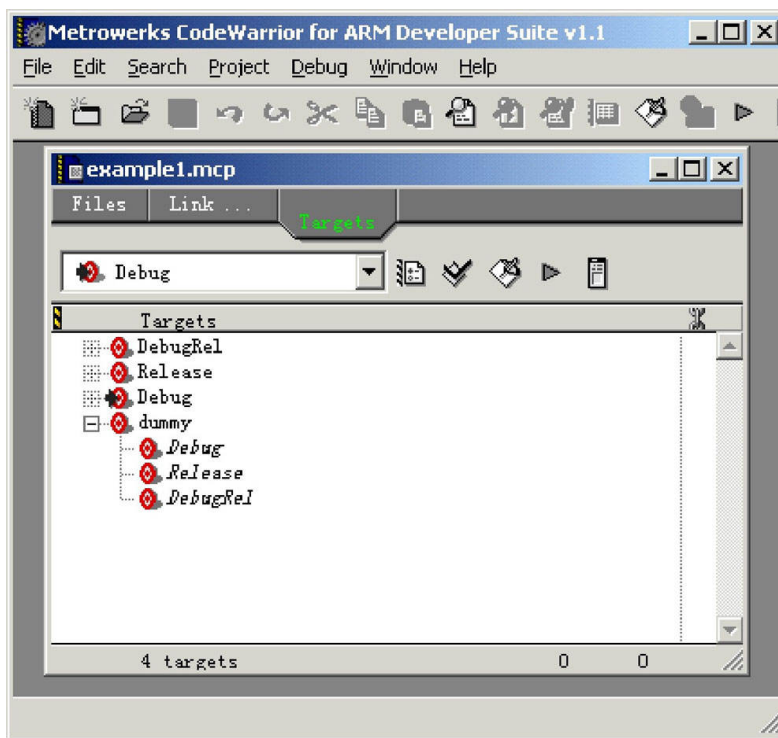 Metrowerks CodeWarrior for ARM Developer Suite v1.1
File Edit Search Project Debug Window Help
example1.mcp
Files Link ... Targets
Debug
Targets
DebugRel
Release
Debug
dummy
Debug
Release
DebugRel
4 targets 0 0